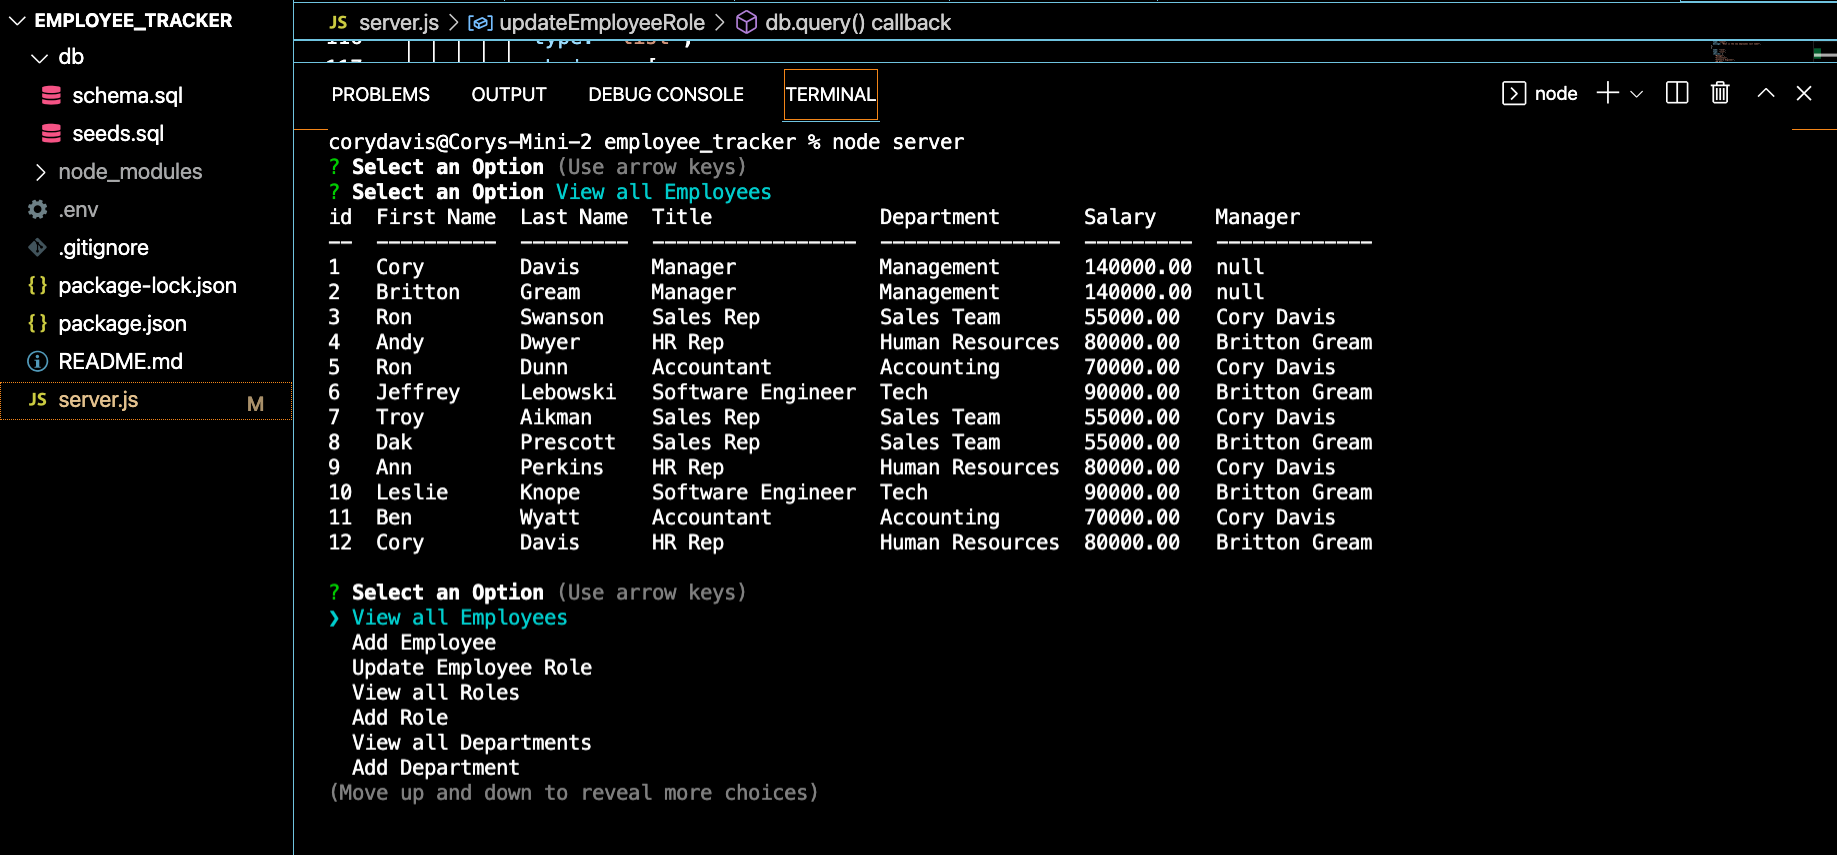 EMPLOYEE_TRACKER
db
schema.sql
seeds.sql
node_modules
.env
.gitignore
{} package-lock.json
{} package.json
README.md
JS server.js M
JS server.js > updateEmployeeRole > db.query() callback
PROBLEMS OUTPUT DEBUG CONSOLE TERMINAL node
corydavis@Corys-Mini-2 employee_tracker % node server
? Select an Option (Use arrow keys)
? Select an Option View all Employees
id First Name Last Name Title Department Salary Manager
-- ---------- --------- ----------------- --------------- --------- -------------
1 Cory Davis Manager Management 140000.00 null
2 Britton Gream Manager Management 140000.00 null
3 Ron Swanson Sales Rep Sales Team 55000.00 Cory Davis
4 Andy Dwyer HR Rep Human Resources 80000.00 Britton Gream
5 Ron Dunn Accountant Accounting 70000.00 Cory Davis
6 Jeffrey Lebowski Software Engineer Tech 90000.00 Britton Gream
7 Troy Aikman Sales Rep Sales Team 55000.00 Cory Davis
8 Dak Prescott Sales Rep Sales Team 55000.00 Britton Gream
9 Ann Perkins HR Rep Human Resources 80000.00 Cory Davis
10 Leslie Knope Software Engineer Tech 90000.00 Britton Gream
11 Ben Wyatt Accountant Accounting 70000.00 Cory Davis
12 Cory Davis HR Rep Human Resources 80000.00 Britton Gream
? Select an Option (Use arrow keys)
❯ View all Employees
Add Employee
Update Employee Role
View all Roles
Add Role
View all Departments
Add Department
(Move up and down to reveal more choices)